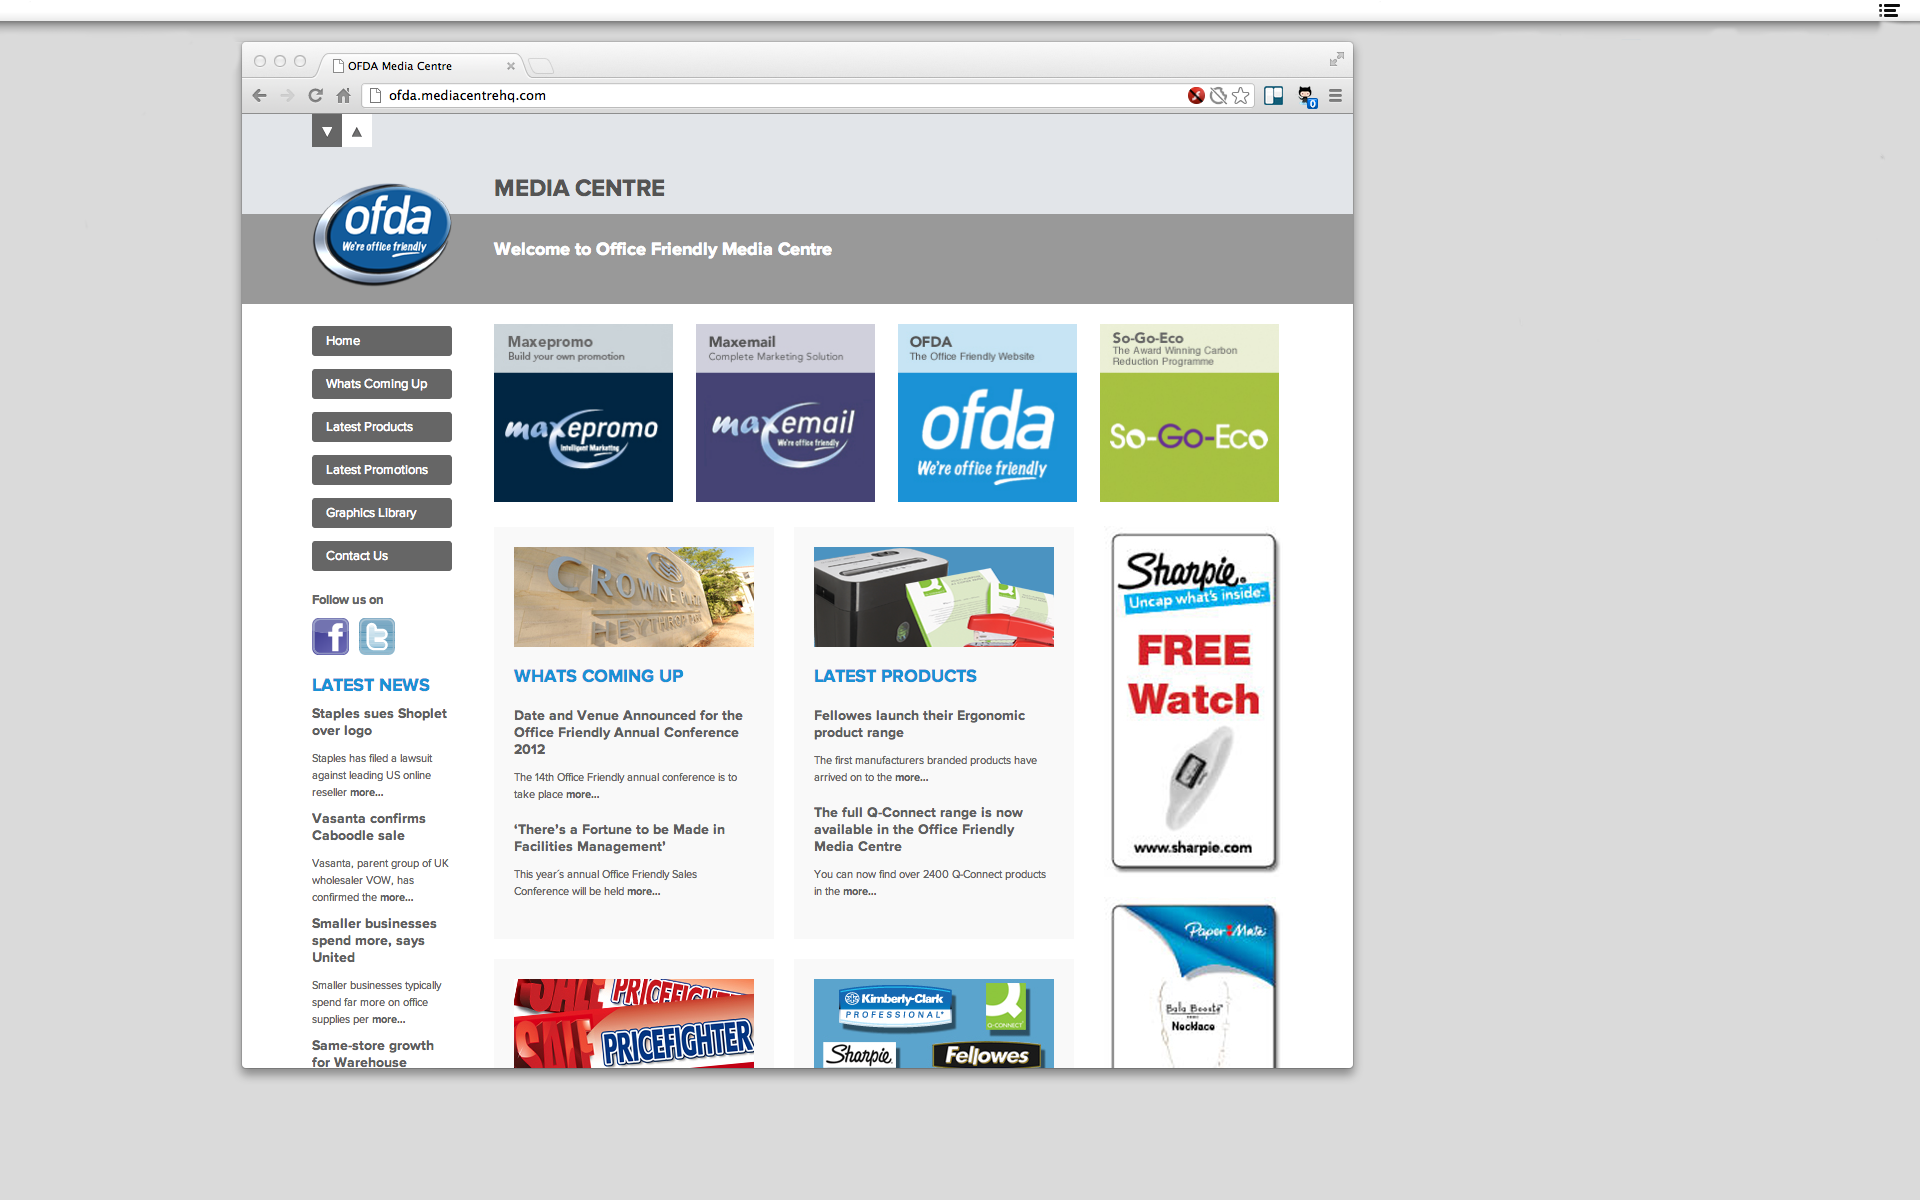 OFDA Media Centre
ofda.mediacentrehq.com
0
MEDIA CENTRE
ofda
We're office friendly
Welcome to Office Friendly Media Centre
Home
Whats Coming Up
Latest Products
Latest Promotions
Graphics Library
Contact Us
Follow us on
LATEST NEWS
Staples sues Shoplet
over logo
Staples has filed a lawsuit
against leading US online
reseller more...
Vasanta confirms
Caboodle sale
Vasanta, parent group of UK
wholesaler VOW, has
confirmed the more...
Smaller businesses
spend more, says
United
Smaller businesses typically
spend far more on office
supplies per more...
Same-store growth
for Warehouse
Maxepromo
Build your own promotion
maxepromo
Intelligent Marketing
Maxemail
Complete Marketing Solution
maxemail
We're office friendly
OFDA
The Office Friendly Website
ofda
We're office friendly
So-Go-Eco
The Award Winning Carbon
Reduction Programme
So-Go-Eco
CROWNE PLAZA
HEYTHROP PARK
WHATS COMING UP
Date and Venue Announced for the
Office Friendly Annual Conference
2012
The 14th Office Friendly annual conference is to
take place more...
‘There’s a Fortune to be Made in
Facilities Management’
This year´s annual Office Friendly Sales
Conference will be held more...
LATEST PRODUCTS
Fellowes launch their Ergonomic
product range
The first manufacturers branded products have
arrived on to the more...
The full Q-Connect range is now
available in the Office Friendly
Media Centre
You can now find over 2400 Q-Connect products
in the more...
Sharpie.
Uncap what's inside.™
FREE
Watch
www.sharpie.com
SALE PRICEFIGHTER
SALE PRICEFIGHTER
Kimberly-Clark
PROFESSIONAL*
Q-CONNECT
Sharpie
Fellowes
Paper Mate
Necklace